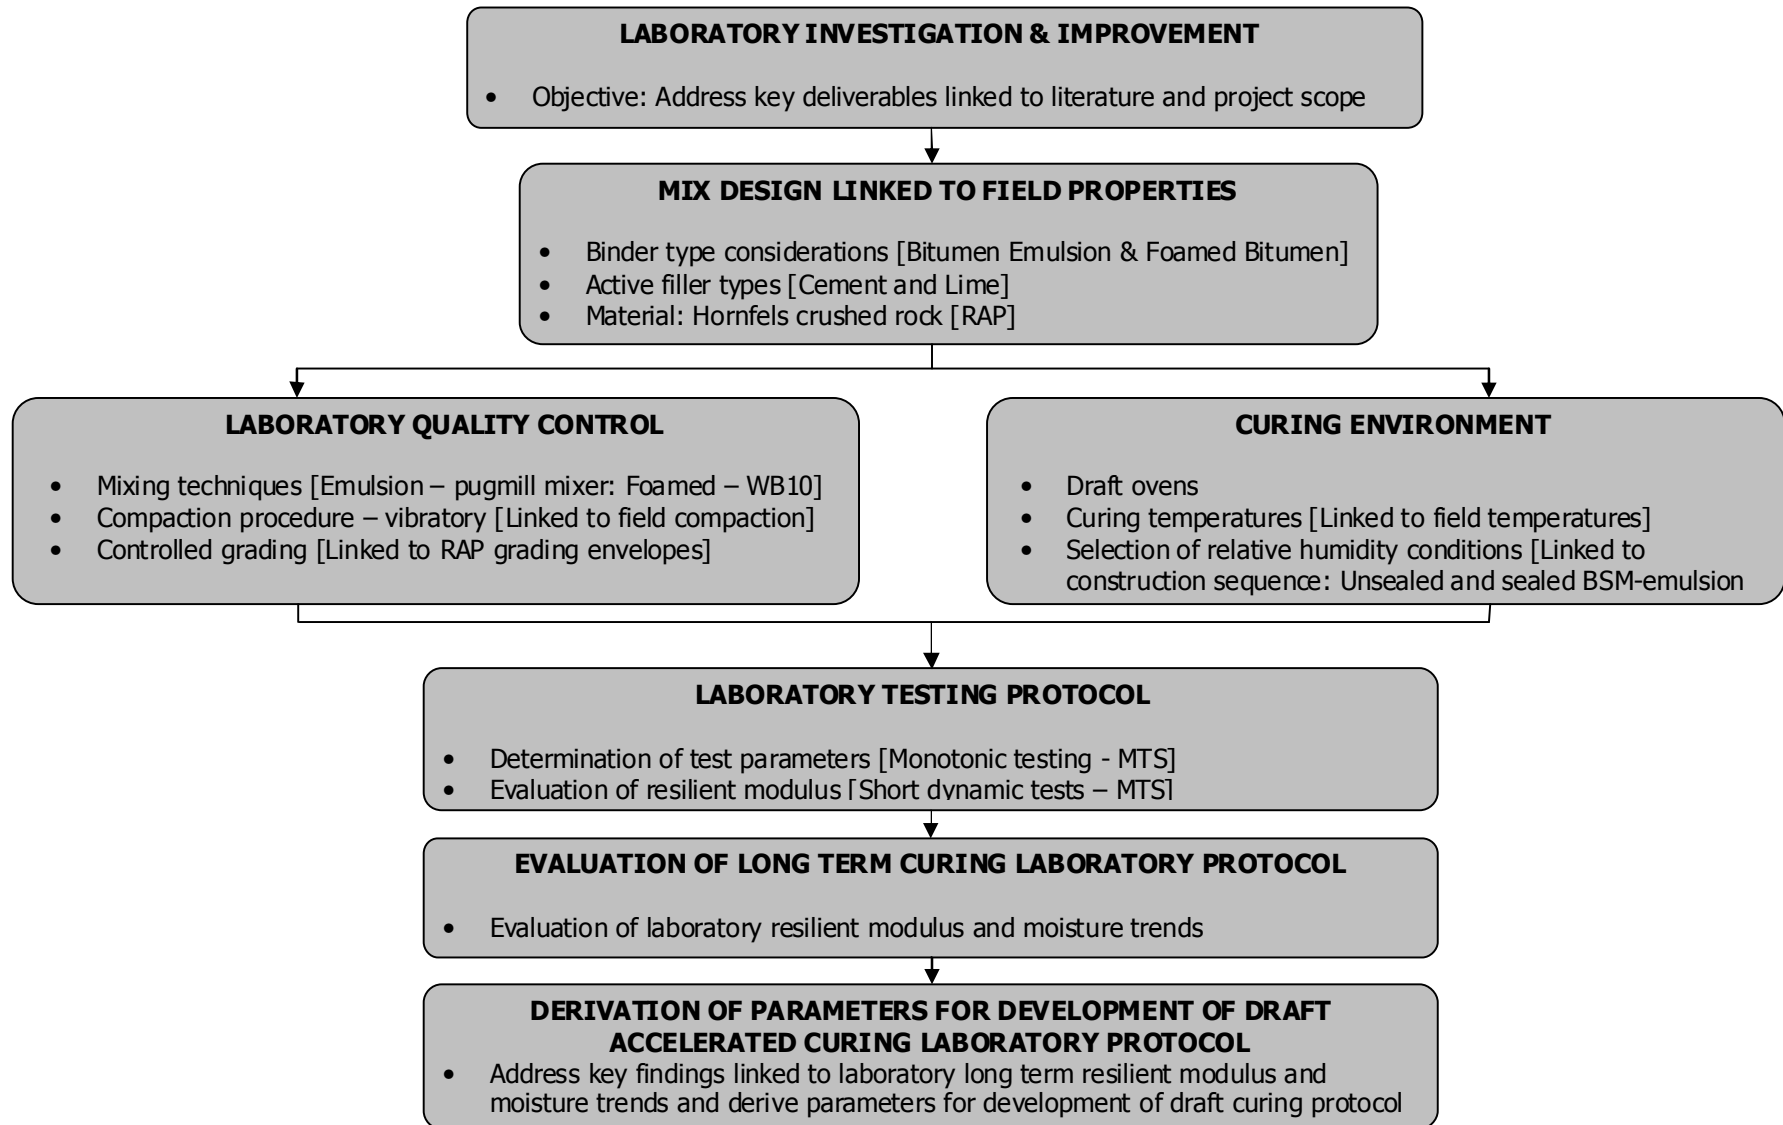 LABORATORY INVESTIGATION & IMPROVEMENT
• Objective: Address key deliverables linked to literature and project scope
MIX DESIGN LINKED TO FIELD PROPERTIES
• Binder type considerations [Bitumen Emulsion & Foamed Bitumen]
• Active filler types [Cement and Lime]
• Material: Hornfels crushed rock [RAP]
LABORATORY QUALITY CONTROL
• Mixing techniques [Emulsion – pugmill mixer: Foamed – WB10]
• Compaction procedure – vibratory [Linked to field compaction]
• Controlled grading [Linked to RAP grading envelopes]
CURING ENVIRONMENT
• Draft ovens
• Curing temperatures [Linked to field temperatures]
• Selection of relative humidity conditions [Linked to
construction sequence: Unsealed and sealed BSM-emulsion
LABORATORY TESTING PROTOCOL
• Determination of test parameters [Monotonic testing - MTS]
• Evaluation of resilient modulus [Short dynamic tests – MTS]
EVALUATION OF LONG TERM CURING LABORATORY PROTOCOL
• Evaluation of laboratory resilient modulus and moisture trends
DERIVATION OF PARAMETERS FOR DEVELOPMENT OF DRAFT
ACCELERATED CURING LABORATORY PROTOCOL
• Address key findings linked to laboratory long term resilient modulus and
moisture trends and derive parameters for development of draft curing protocol